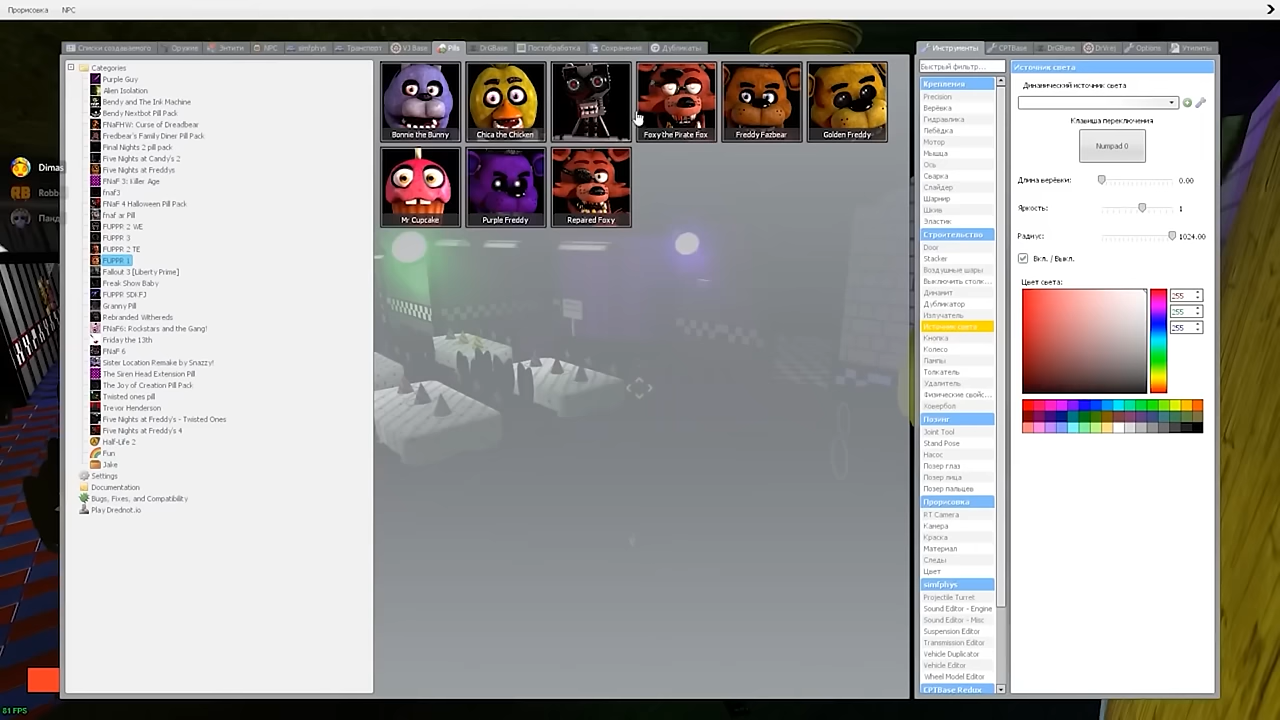 Прорисовка NPC
Списки создаваемого Оружие Энтети NPC simfphys Транспорт VJ Base Pills DrGBase Постобработка Сохранения Дубликаты
Инструменты CPTBase DrGBase DrVrej Options Утилиты
Categories
Purple Guy
Alien Isolation
Bendy and The Ink Machine
Bendy Nextbot Pill Pack
FNaFHW: Curse of Dreadbear
Fredbear's Family Diner Pill Pack
Final Nights 2 pill pack
Five Nights at Candy's 2
Five Nights at Freddys
FNaF 3: Killer Age
fnaf3
FNAF 4 Halloween Pill Pack
fnaf ar Pill
FUPPR 2 WE
FUPPR 3
FUPPR 2 TE
FUPPR 1
Fallout 3 [Liberty Prime]
Freak Show Baby
FUPPR SDI.FJ
Granny Pill
Rebranded Withereds
FNaF6: Rockstars and the Gang!
Friday the 13th
FNAF 6
Sister Location Remake by Snazzy!
The Siren Head Extension Pill
The Joy of Creation Pill Pack
Twisted ones pill
Trevor Henderson
Five Nights at Freddy's - Twisted Ones
Five Nights at Freddy's 4
Half-Life 2
Fun
Jake
Settings
Documentation
Bugs, Fixes, and Compatibility
Play Drednot.io
Bonnie the Bunny Chica the Chicken Foxy the Pirate Fox Freddy Fazbear Golden Freddy
Mr Cupcake Purple Freddy Repaired Foxy
Dimas
Robb
Панд
81 FPS
Быстрый фильтр...
Крепления
Precision
Верёвка
Гидравлика
Лебёдка
Мотор
Мышца
Ось
Сварка
Слайдер
Шарнир
Шкив
Эластик
Строительство
Door
Stacker
Воздушные шары
Выключить столк...
Динамит
Дубликатор
Излучатель
Источник света
Кнопка
Колесо
Лампы
Толкатель
Удалитель
Физические свойс...
Ховербол
Позинг
Joint Tool
Stand Pose
Насос
Позер глаз
Позер лица
Позер пальцев
Прорисовка
RT Camera
Камера
Краска
Материал
Следы
Цвет
simfphys
Projectile Turret
Sound Editor - Engine
Sound Editor - Misc
Suspension Editor
Transmission Editor
Vehicle Duplicator
Vehicle Editor
Wheel Model Editor
CPTBase Redux
Источник света
Динамический источник света
Клавиша переключения
Numpad 0
Длина верёвки: 0.00
Яркость: 1
Радиус: 1024.00
Вкл. / Выкл.
Цвет света:
255
255
255